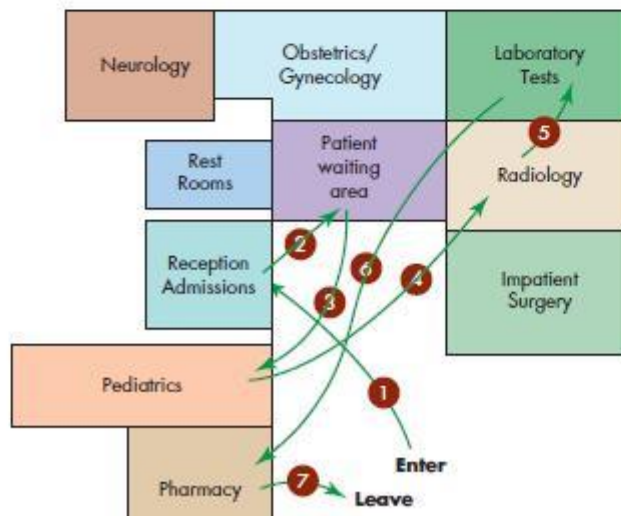 Neurology
Obstetrics/
Gynecology
Laboratory
Tests
5
Rest
Rooms
Patient
waiting
area
Radiology
2
Reception
Admissions
6
4
3
Impatient
Surgery
Pediatrics
1
Enter
Pharmacy
7
Leave